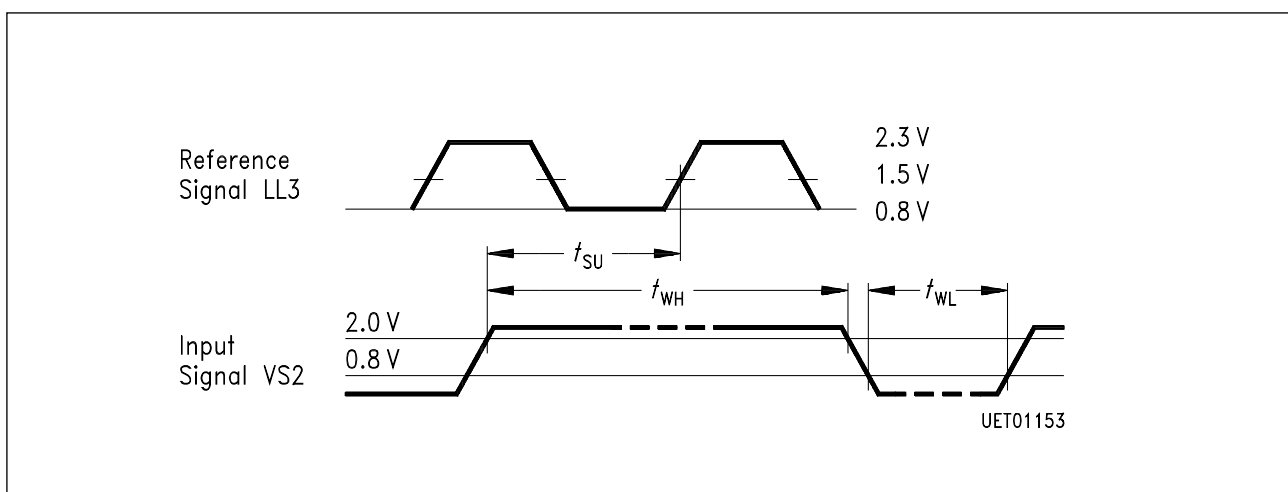 Reference
Signal LL3
2.3 V
1.5 V
0.8 V
tSU
tWH
tWL
2.0 V
0.8 V
Input
Signal VS2
UET01153